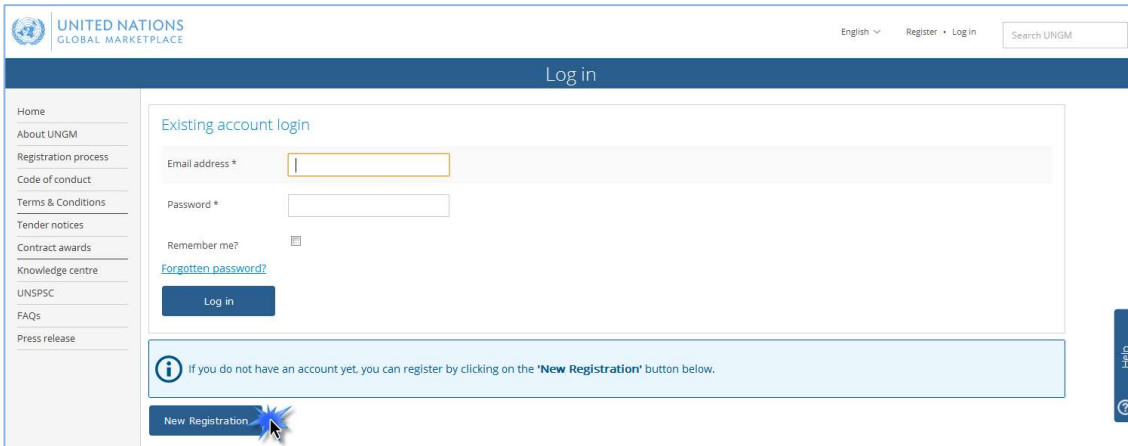 UNITED NATIONS
GLOBAL MARKETPLACE
English
Register • Log in
Search UNGM
Log in
Home
About UNGM
Registration process
Code of conduct
Terms & Conditions
Tender notices
Contract awards
Knowledge centre
UNSPSC
FAQs
Press release
Existing account login
Email address *
Password *
Remember me?
Forgotten password?
Log in
If you do not have an account yet, you can register by clicking on the 'New Registration' button below.
New Registration
Help